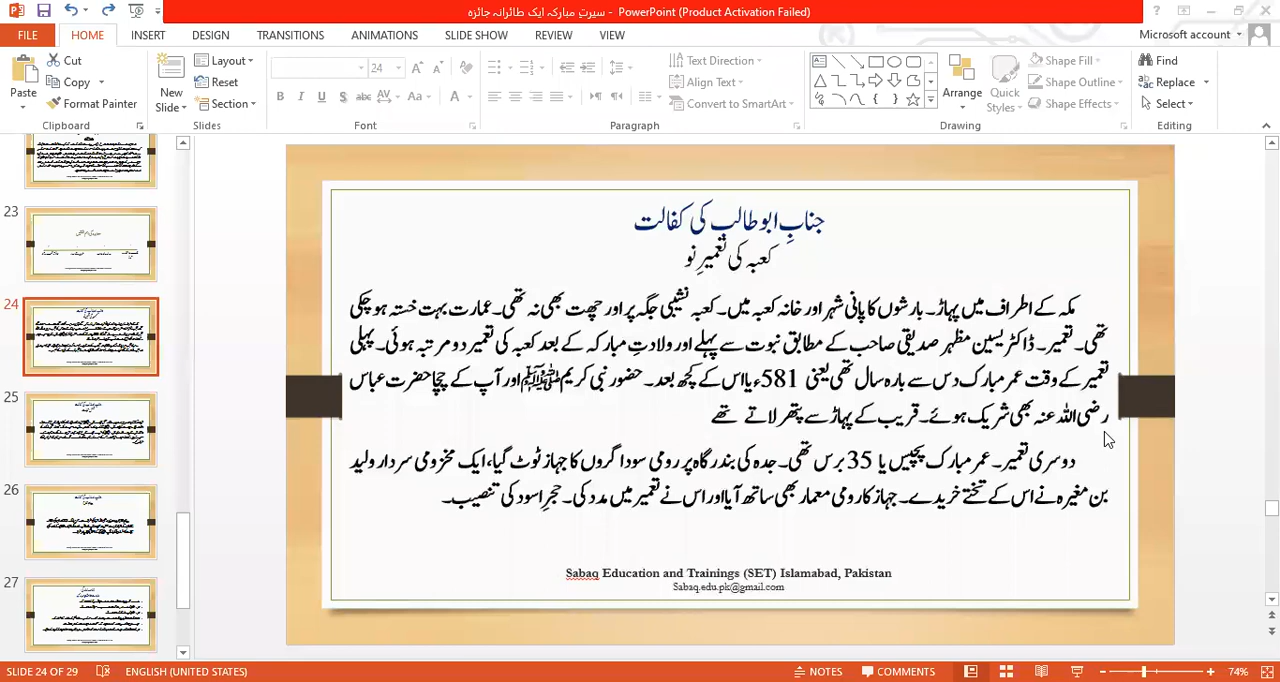 سیرتِ مبارکہ ایک طائرانہ جائزہ - PowerPoint (Product Activation Failed)
FILE HOME INSERT DESIGN TRANSITIONS ANIMATIONS SLIDE SHOW REVIEW VIEW Microsoft account
Paste
Cut
Copy
Format Painter
Clipboard
New Slide
Layout
Reset
Section
Slides
24
B I U S abc AV Aa A
Font
Paragraph
Text Direction
Align Text
Convert to SmartArt
Arrange
Quick Styles
Shape Fill
Shape Outline
Shape Effects
Drawing
Find
Replace
Select
Editing
23
24
25
26
27
جنابِ ابوطالب کی کفالت
کعبہ کی تعمیرِ نو
مکہ کے اطراف میں پہاڑ۔ بارشوں کا پانی شہر اور خانہ کعبہ میں۔ کعبہ نشیبی جگہ پر اور چھت بھی نہ تھی۔ عمارت بہت خستہ ہو چکی
تھی۔ تعمیر۔ ڈاکٹر یسین مظہر صدیقی صاحب کے مطابق نبوت سے پہلے اور ولادتِ مبارکہ کے بعد کعبہ کی تعمیر دو مرتبہ ہوئی۔ پہلی
تعمیر کے وقت عمر مبارک دس سے بارہ سال تھی یعنی 581ء یا اس کے کچھ بعد۔ حضور نبی کریم ﷺ اور آپ کے چچا حضرت عباس
رضی اللہ عنہ بھی شریک ہوئے۔ قریب کے پہاڑ سے پتھر لاتے تھے
دوسری تعمیر۔ عمر مبارک پچیس یا 35 برس تھی۔ جدہ کی بندرگاہ پر رومی سوداگروں کا جہاز ٹوٹ گیا، ایک مخزومی سردار ولید
بن مغیرہ نے اس کے تختے خریدے۔ جہاز کا رومی معمار بھی ساتھ آیا اور اس نے تعمیر میں مدد کی۔ حجرِ اسود کی تنصیب۔
Sabaq Education and Trainings (SET) Islamabad, Pakistan
Sabaq.edu.pk@gmail.com
SLIDE 24 OF 29 ENGLISH (UNITED STATES) NOTES COMMENTS 74%